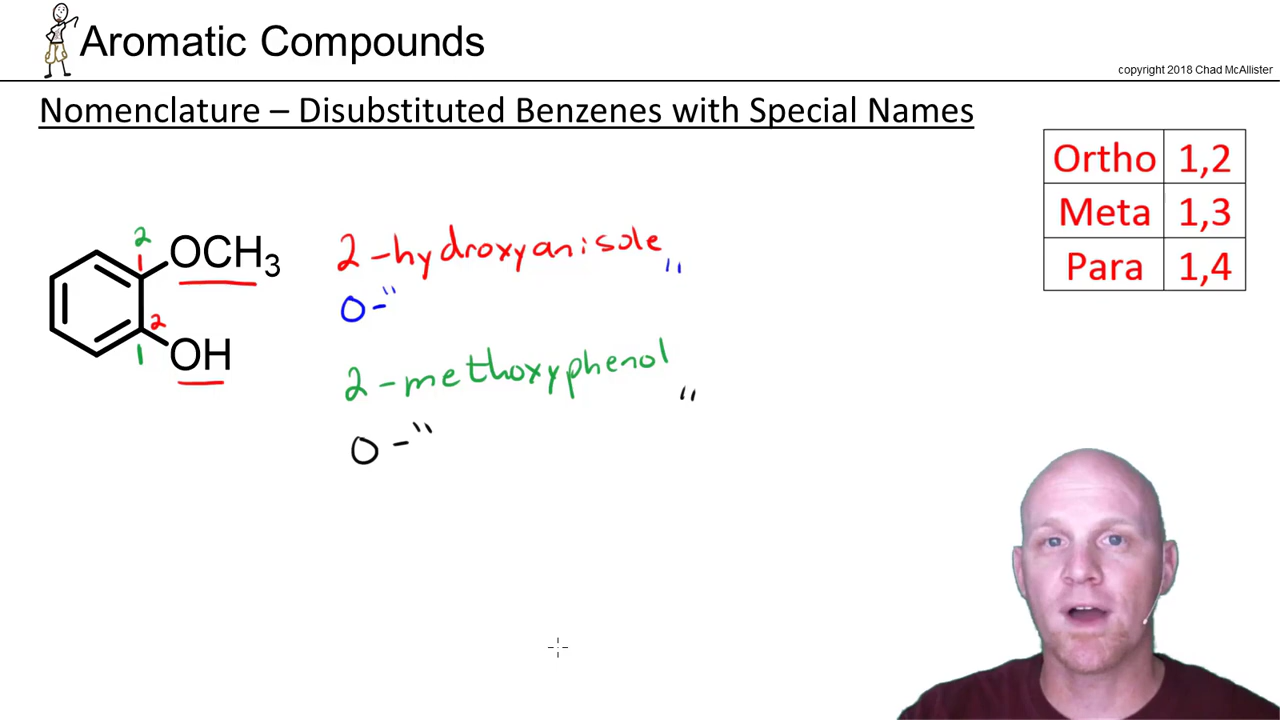 Aromatic Compounds
copyright 2018 Chad McAllister
Nomenclature – Disubstituted Benzenes with Special Names
Ortho 1,2
Meta 1,3
Para 1,4
2
1 OCH3
2
1 OH
2-hydroxyanisole
"
O-"
2-methoxyphenol
"
O-"